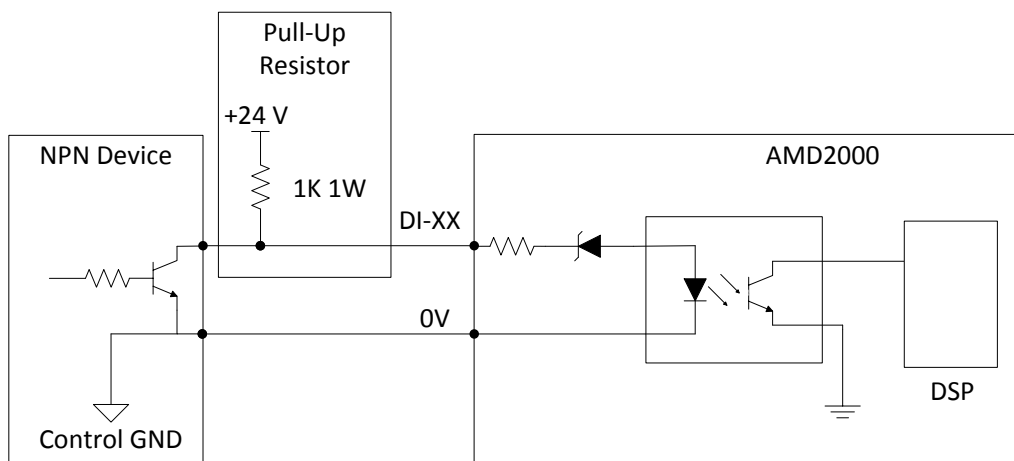 Pull-Up
Resistor
+24 V
1K 1W
NPN Device
AMD2000
DI-XX
0V
Control GND
DSP